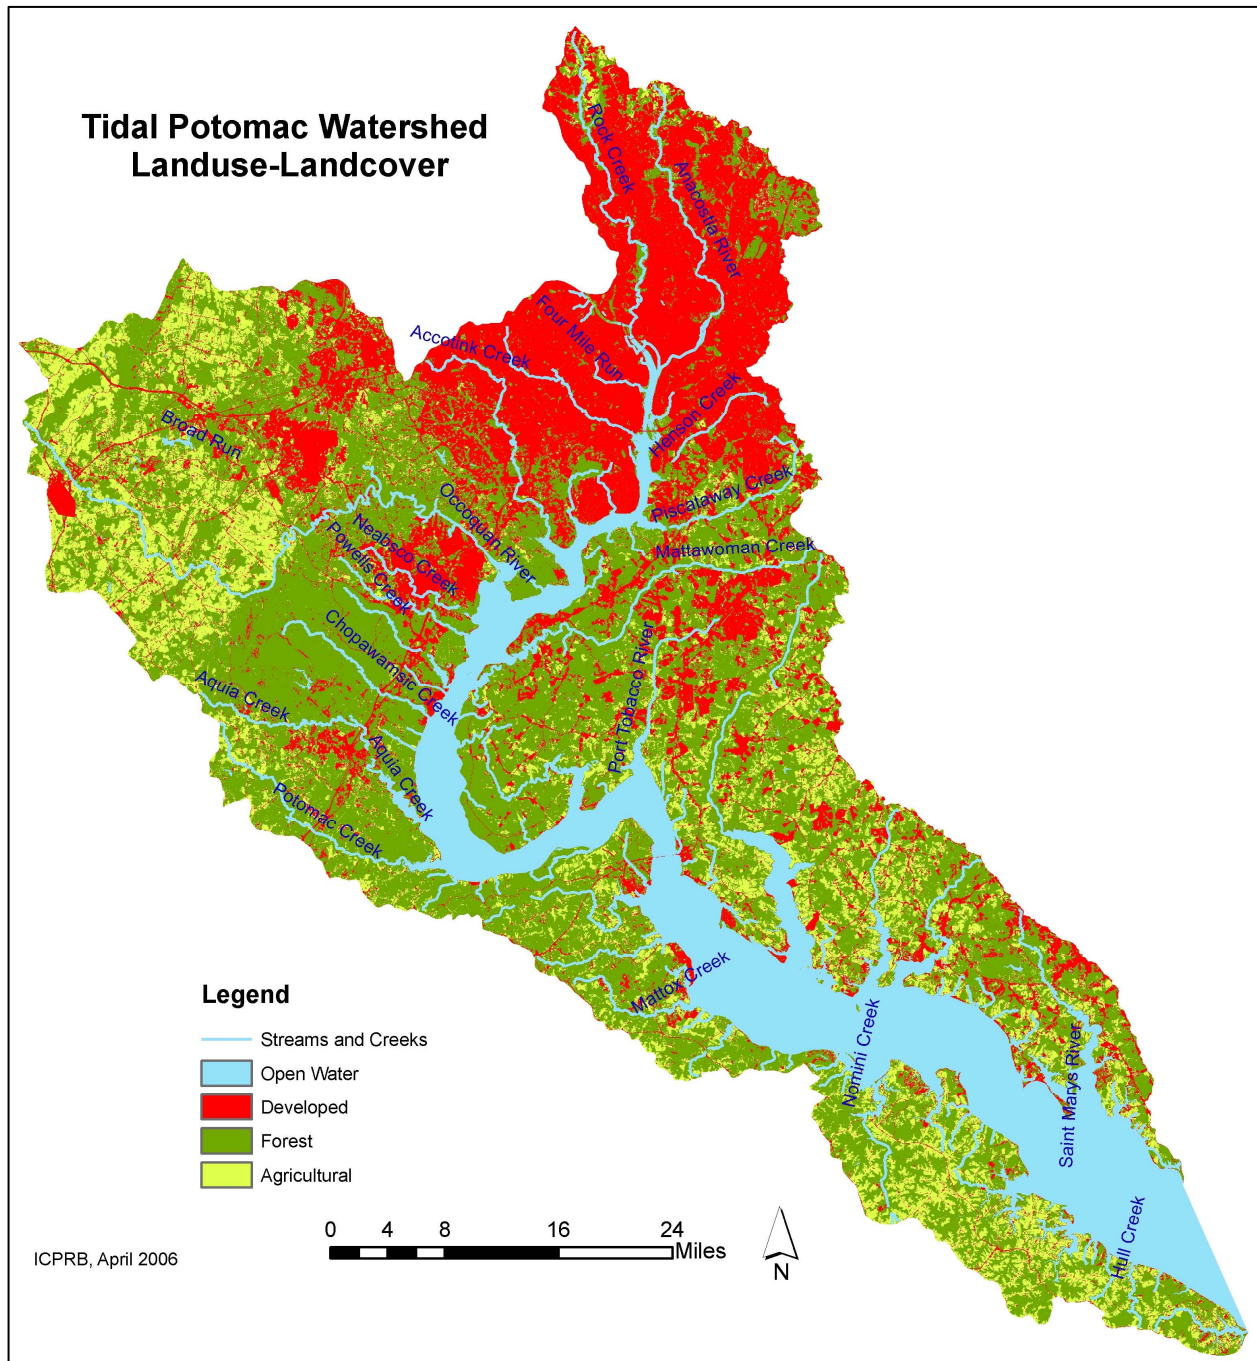 Tidal Potomac Watershed
Landuse-Landcover
Rock Creek
Anacostia River
Four Mile Run
Accotink Creek
Henson Creek
Broad Run
Occoquan River
Piscataway Creek
Neabsco Creek
Powells Creek
Mattawoman Creek
Chopawamsic Creek
Port Tobacco River
Aquia Creek
Aquia Creek
Potomac Creek
Mattox Creek
Nomini Creek
Saint Marys River
Hull Creek
Legend
Streams and Creeks
Open Water
Developed
Forest
Agricultural
0 4 8 16 24
Miles
N
ICPRB, April 2006